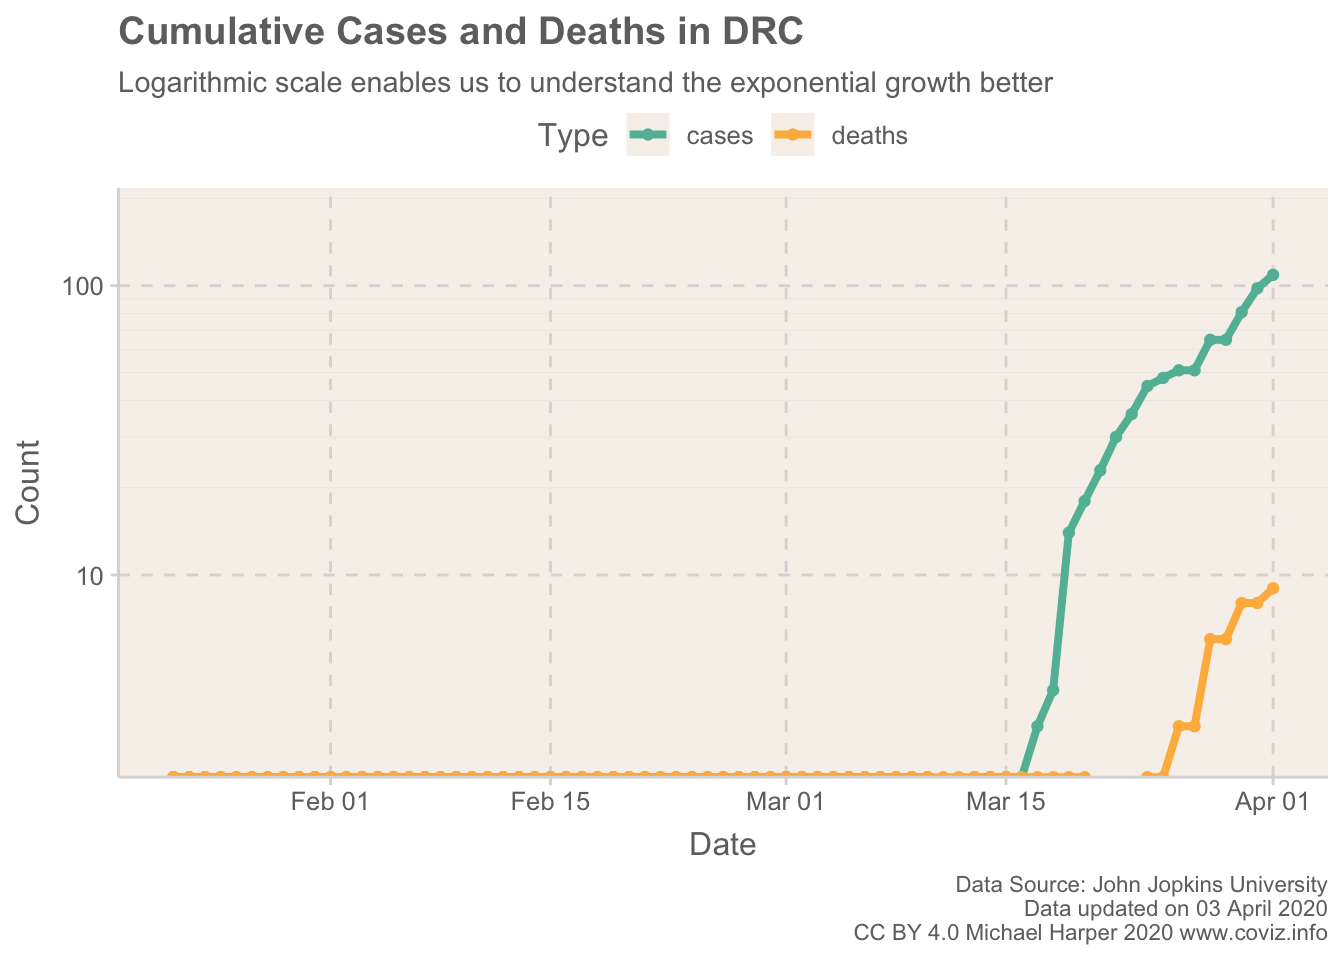 Cumulative Cases and Deaths in DRC
Logarithmic scale enables us to understand the exponential growth better
Type cases deaths
100
10
Count
Feb 01 Feb 15 Mar 01 Mar 15 Apr 01
Date
Data Source: John Jopkins University
Data updated on 03 April 2020
CC BY 4.0 Michael Harper 2020 www.coviz.info